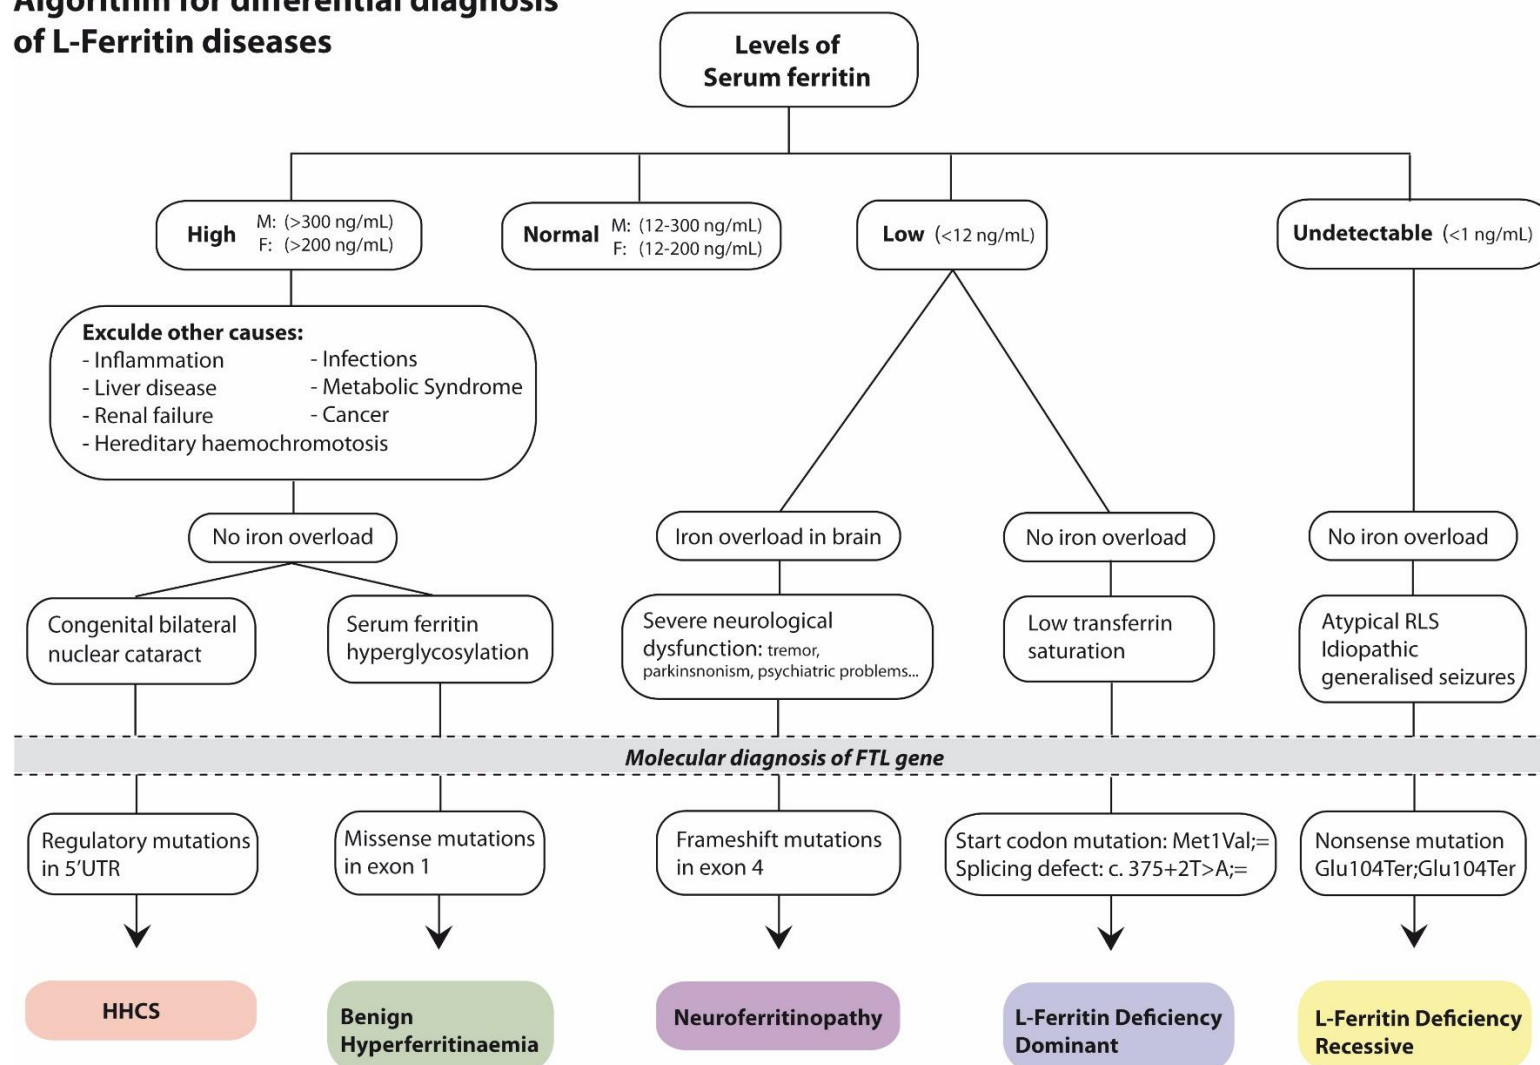 Algorithm for differential diagnosis
of L-Ferritin diseases
Levels of
Serum ferritin
High M: (>300 ng/mL)
F: (>200 ng/mL)
Normal M: (12-300 ng/mL)
F: (12-200 ng/mL)
Low (<12 ng/mL)
Undetectable (<1 ng/mL)
Exculde other causes:
- Inflammation - Infections
- Liver disease - Metabolic Syndrome
- Renal failure - Cancer
- Hereditary haemochromotosis
No iron overload
Iron overload in brain
No iron overload
No iron overload
Congenital bilateral
nuclear cataract
Serum ferritin
hyperglycosylation
Severe neurological
dysfunction: tremor,
parkinsnonism, psychiatric problems...
Low transferrin
saturation
Atypical RLS
Idiopathic
generalised seizures
Molecular diagnosis of FTL gene
Regulatory mutations
in 5'UTR
Missense mutations
in exon 1
Frameshift mutations
in exon 4
Start codon mutation: Met1Val;=
Splicing defect: c. 375+2T>A;=
Nonsense mutation
Glu104Ter;Glu104Ter
HHCS
Benign
Hyperferritinaemia
Neuroferritinopathy
L-Ferritin Deficiency
Dominant
L-Ferritin Deficiency
Recessive